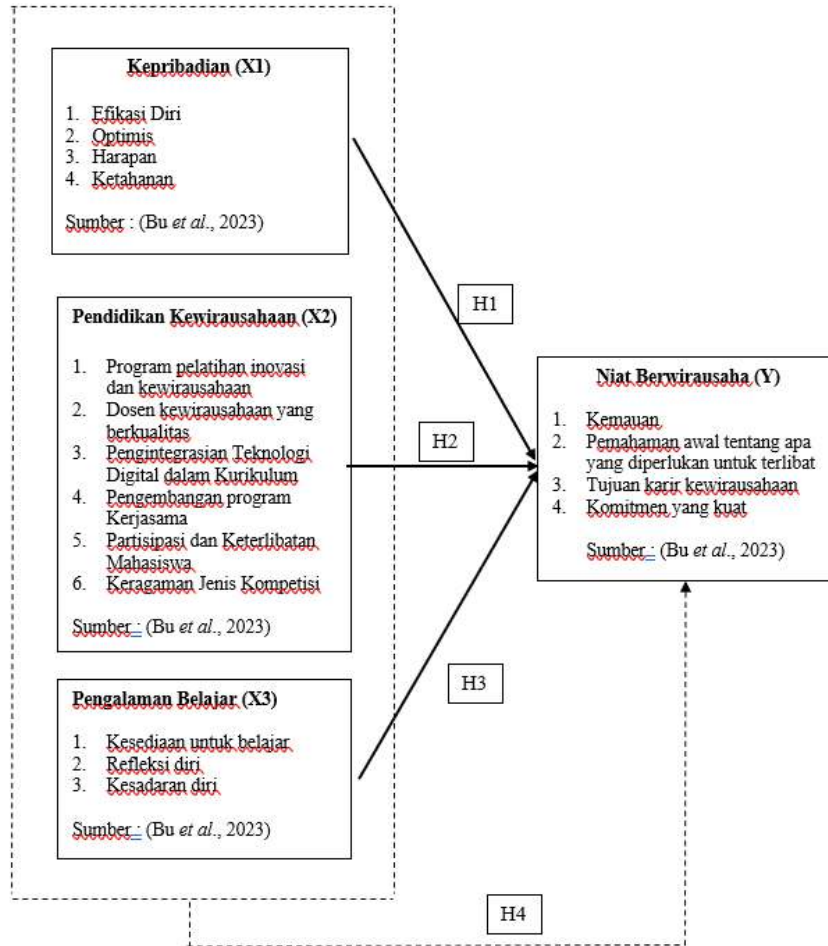 Kepribadian (X1)
1. Efikasi Diri
2. Optimis
3. Harapan
4. Ketahanan
Sumber : (Bu et al., 2023)
H1
Pendidikan Kewirausahaan (X2)
1. Program pelatihan inovasi
dan kewirausahaan
2. Dosen kewirausahaan yang
berkualitas
3. Pengintegrasian Teknologi
Digital dalam Kurikulum
4. Pengembangan program
Kerjasama
5. Partisipasi dan Keterlibatan
Mahasiswa
6. Keragaman Jenis Kompetisi
Sumber : (Bu et al., 2023)
H2
Niat Berwirausaha (Y)
1. Kemauan
2. Pemahaman awal tentang apa
yang diperlukan untuk terlibat
3. Tujuan karir kewirausahaan
4. Komitmen yang kuat
Sumber : (Bu et al., 2023)
H3
Pengalaman Belajar (X3)
1. Kesediaan untuk belajar
2. Refleksi diri
3. Kesadaran diri
Sumber : (Bu et al., 2023)
H4